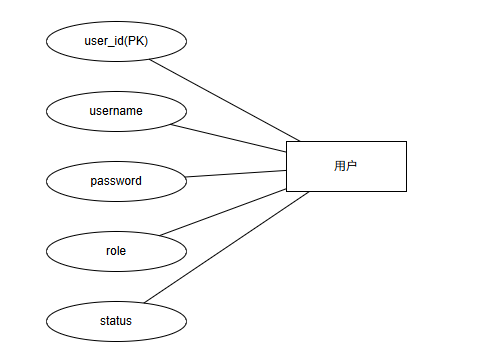 user_id(PK)
username
password
用户
role
status